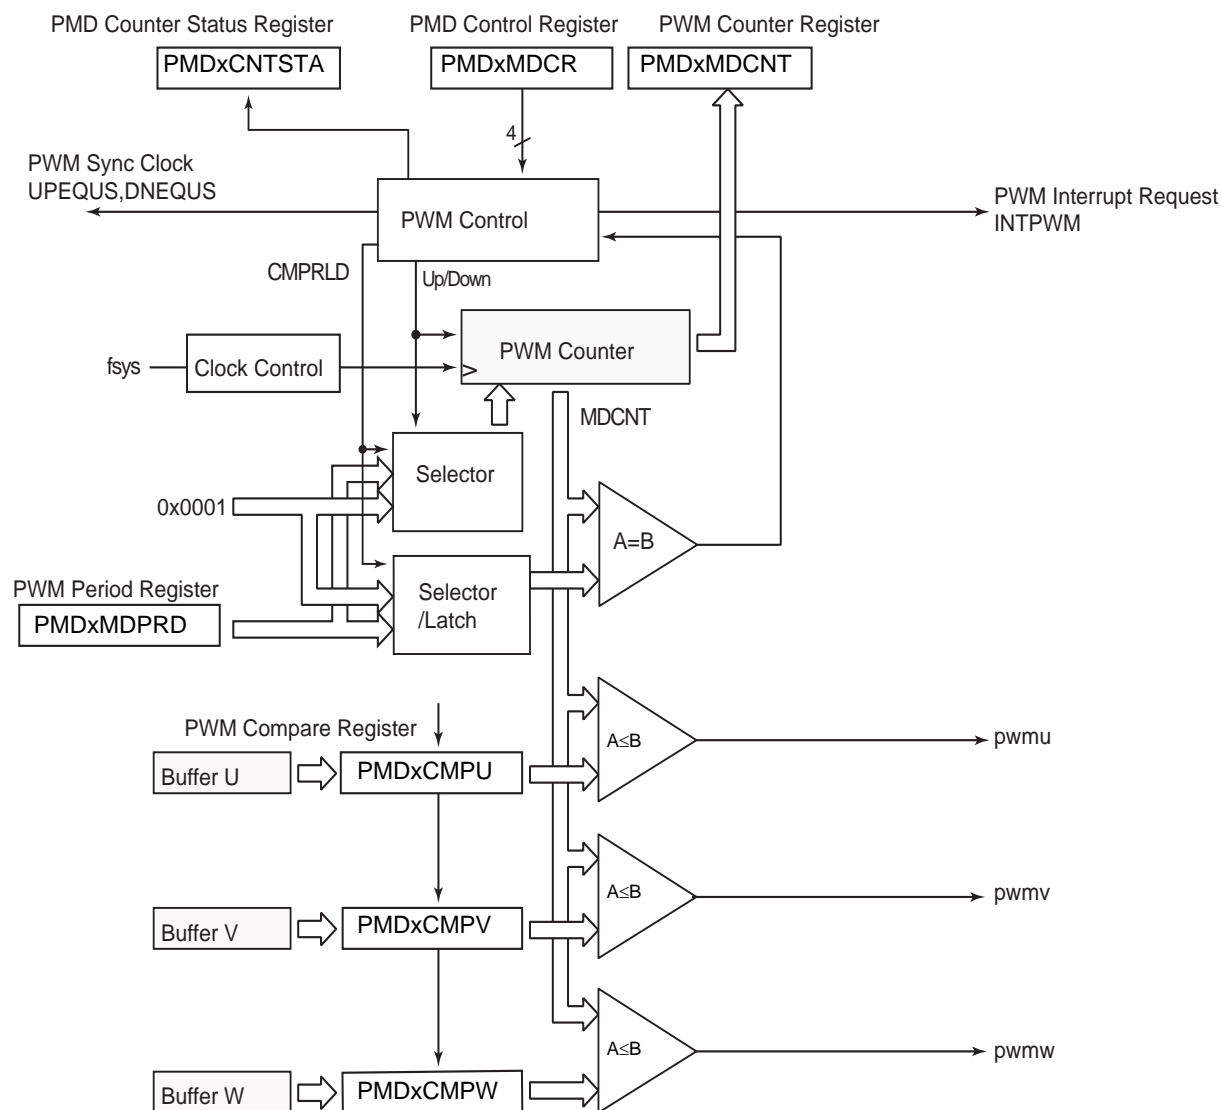 PMD Counter Status Register
PMD Control Register
PWM Counter Register
PMDxCNTSTA
PMDxMDCR
PMDxMDCNT
4
PWM Sync Clock
UPEQUS,DNEQUS
PWM Control
PWM Interrupt Request
INTPWM
CMPRLD
Up/Down
fsys
Clock Control
PWM Counter
MDCNT
Selector
0x0001
A=B
PWM Period Register
PMDxMDPRD
Selector
/Latch
PWM Compare Register
Buffer U
PMDxCMPU
A≤B
pwmu
Buffer V
PMDxCMPV
A≤B
pwmv
Buffer W
PMDxCMPW
A≤B
pwmw